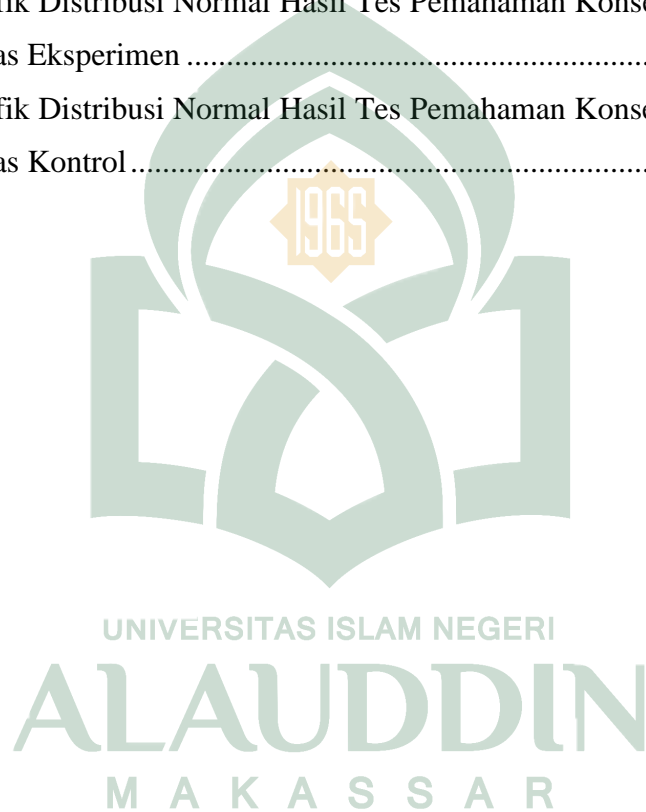 fik Distribusi Normal Hasil Tes Pemahaman Konse
as Eksperimen ..........................................................
fik Distribusi Normal Hasil Tes Pemahaman Konse
as Kontrol .................................................................
1965
UNIVERSITAS ISLAM NEGERI
ALAUDDIN
MAKASSAR